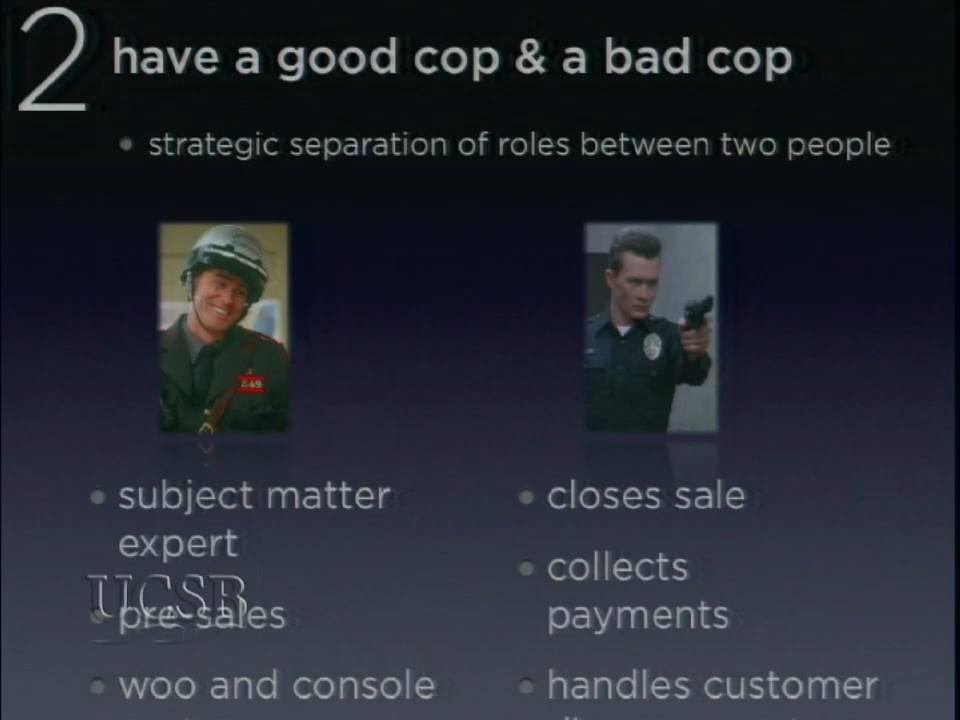 2 have a good cop & a bad cop
• strategic separation of roles between two people
849
• subject matter
expert
• pre-sales
• woo and console
• closes sale
• collects
payments
• handles customer
UCSB